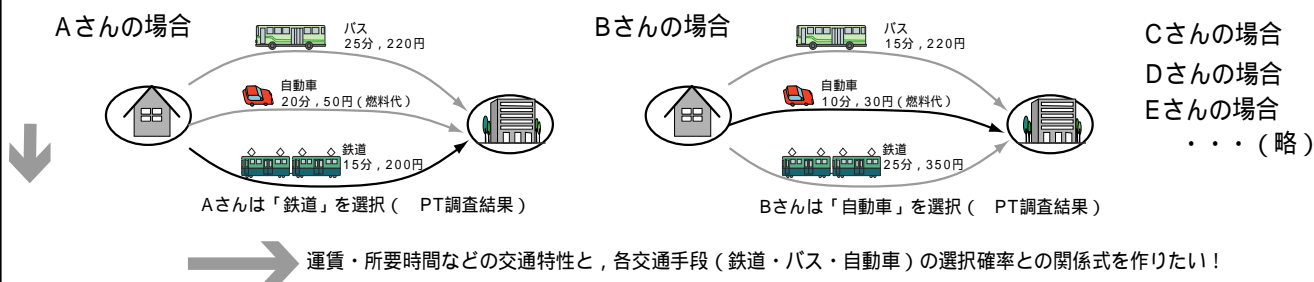 Aさんの場合
バス
25分，220円
自動車
20分，50円（燃料代）
鉄道
15分，200円
Aさんは「鉄道」を選択（　PT調査結果）
Bさんの場合
バス
15分，220円
自動車
10分，30円（燃料代）
鉄道
25分，350円
Bさんは「自動車」を選択（　PT調査結果）
Cさんの場合
Dさんの場合
Eさんの場合
・・・（略）
運賃・所要時間などの交通特性と，各交通手段（鉄道・バス・自動車）の選択確率との関係式を作りたい！